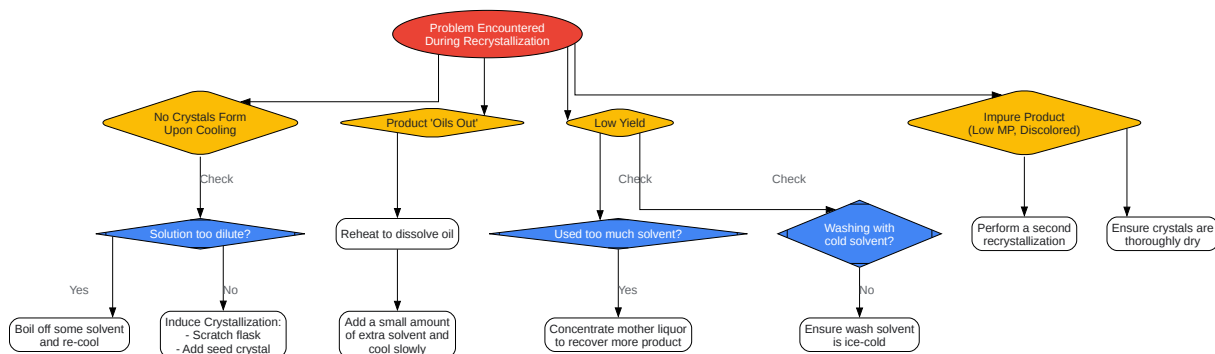 Problem Encountered
During Recrystallization
No Crystals Form
Upon Cooling
Product 'Oils Out'
Low Yield
Impure Product
(Low MP, Discolored)
Check
Check
Check
Solution too dilute?
Reheat to dissolve oil
Used too much solvent?
Washing with
cold solvent?
Perform a second
recrystallization
Ensure crystals are
thoroughly dry
Yes
No
Yes
No
Boil off some solvent
and re-cool
Induce Crystallization:
- Scratch flask
- Add seed crystal
Add a small amount
of extra solvent and
cool slowly
Concentrate mother liquor
to recover more product
Ensure wash solvent
is ice-cold